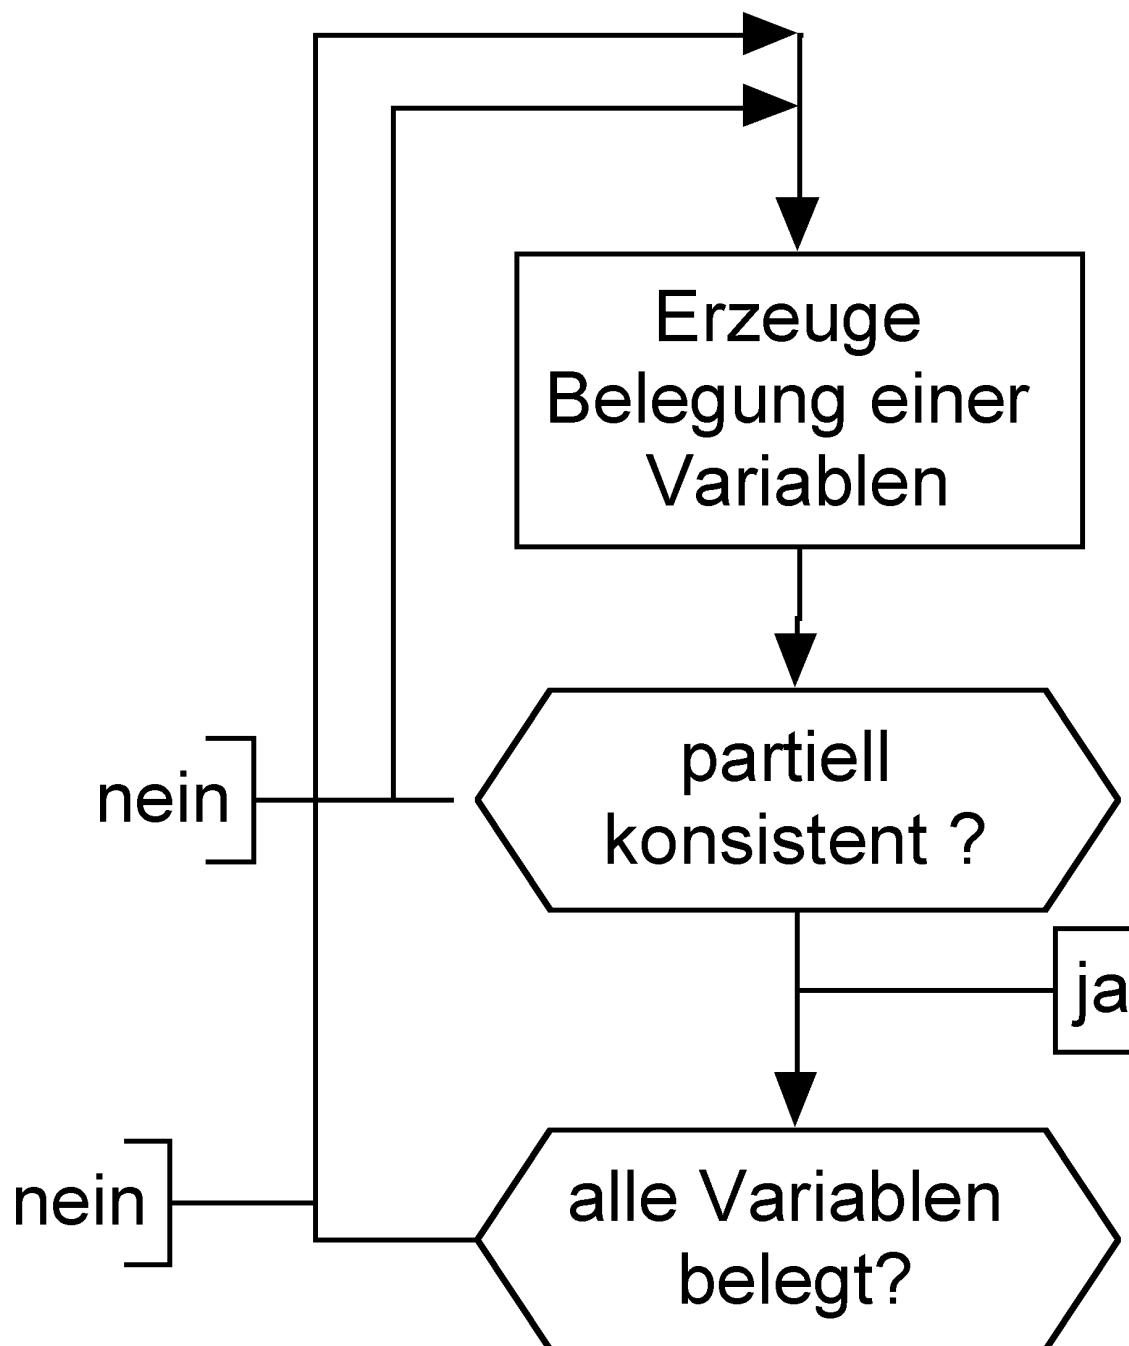 Erzeuge
Belegung einer
Variablen
partiell
konsistent ?
nein
ja
alle Variablen
belegt?
nein